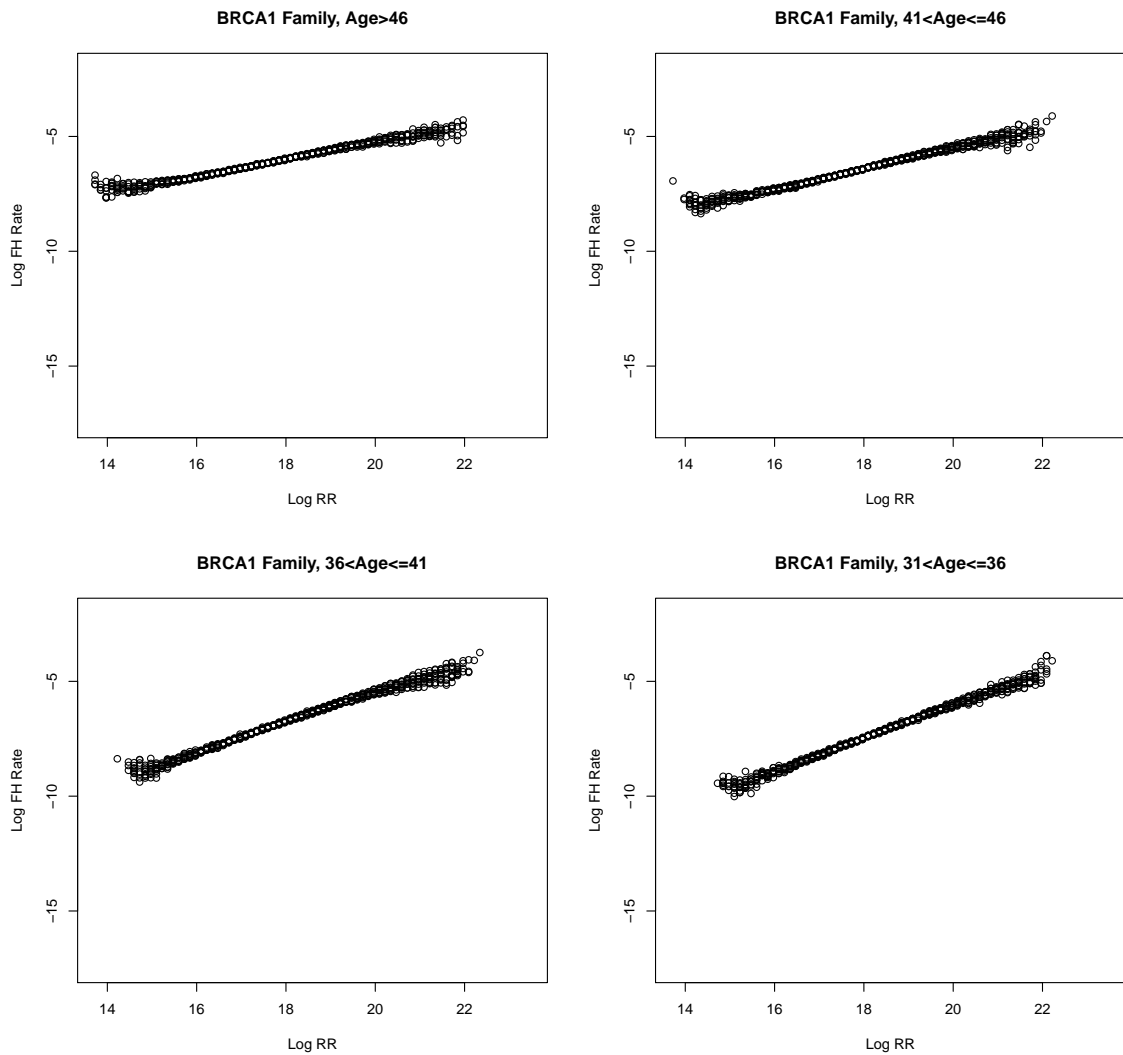 BRCA1 Family, Age>46
Log FH Rate
−5
−10
−15
14 16 18 20 22
Log RR
BRCA1 Family, 41<Age<=46
Log FH Rate
−5
−10
−15
14 16 18 20 22
Log RR
BRCA1 Family, 36<Age<=41
Log FH Rate
−5
−10
−15
14 16 18 20 22
Log RR
BRCA1 Family, 31<Age<=36
Log FH Rate
−5
−10
−15
14 16 18 20 22
Log RR